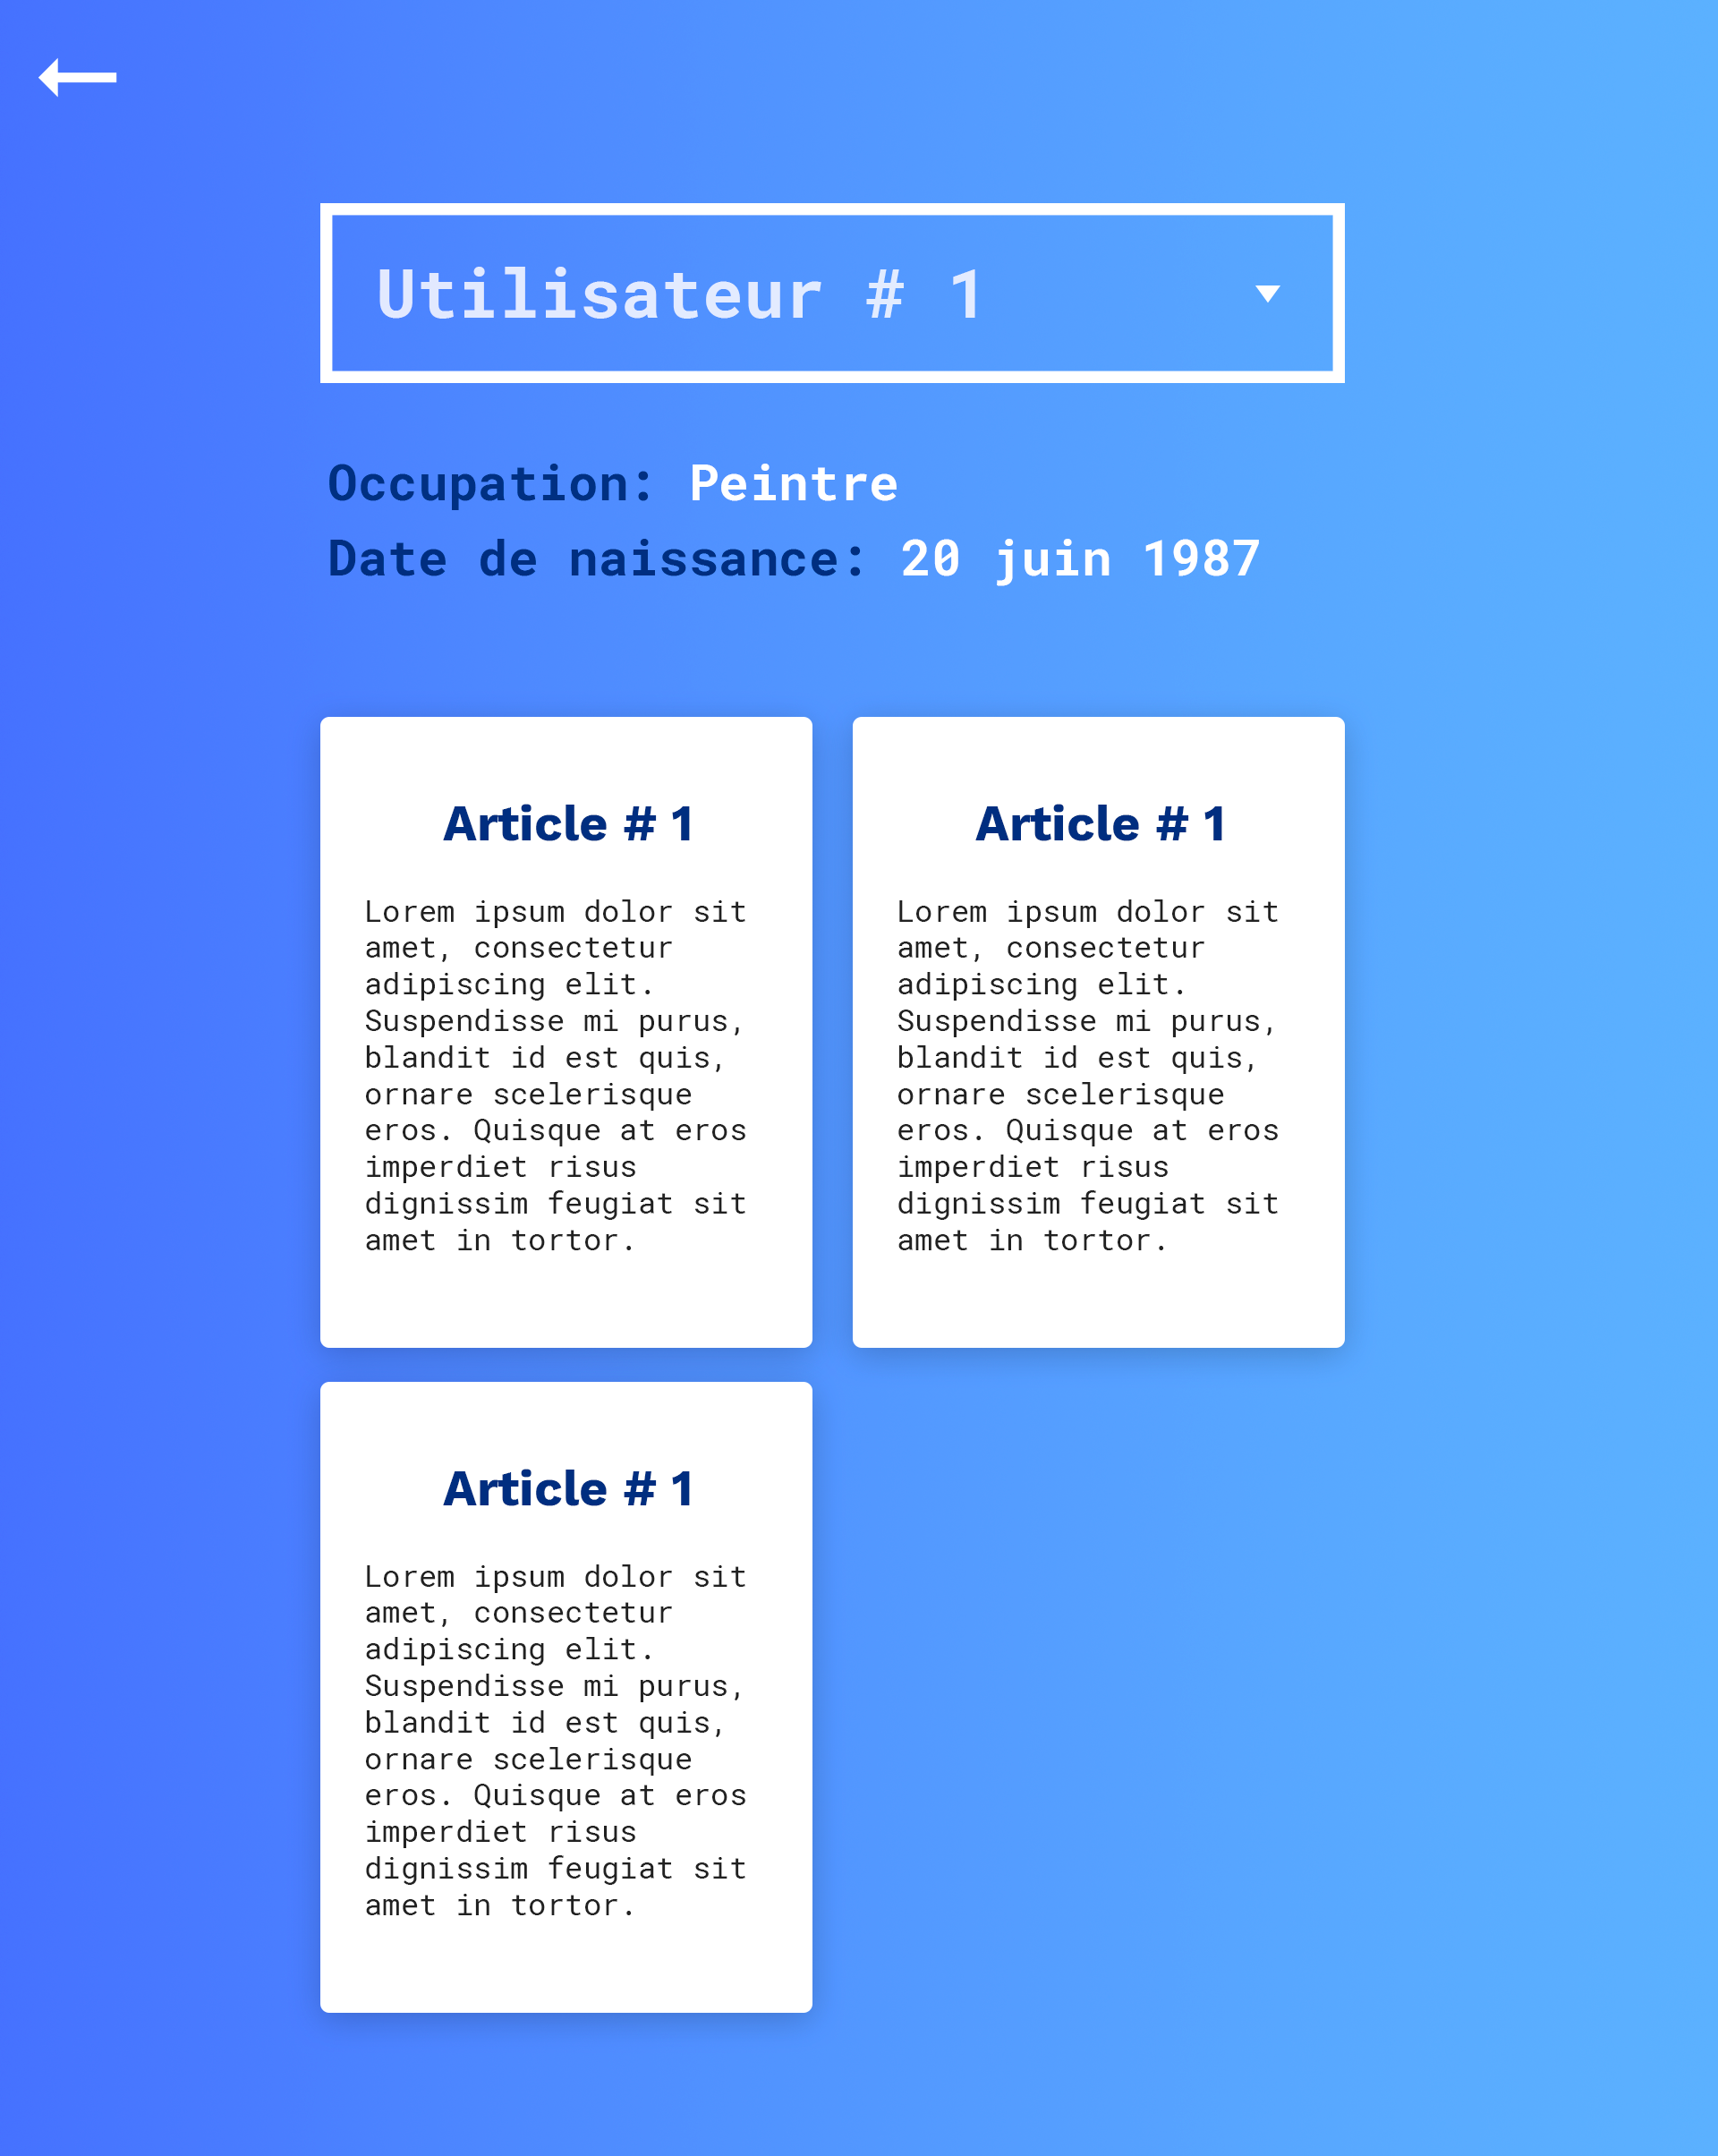 Utilisateur # 1
Occupation: Peintre
Date de naissance: 20 juin 1987
Article # 1
Lorem ipsum dolor sit
amet, consectetur
adipiscing elit.
Suspendisse mi purus,
blandit id est quis,
ornare scelerisque
eros. Quisque at eros
imperdiet risus
dignissim feugiat sit
amet in tortor.
Article # 1
Lorem ipsum dolor sit
amet, consectetur
adipiscing elit.
Suspendisse mi purus,
blandit id est quis,
ornare scelerisque
eros. Quisque at eros
imperdiet risus
dignissim feugiat sit
amet in tortor.
Article # 1
Lorem ipsum dolor sit
amet, consectetur
adipiscing elit.
Suspendisse mi purus,
blandit id est quis,
ornare scelerisque
eros. Quisque at eros
imperdiet risus
dignissim feugiat sit
amet in tortor.